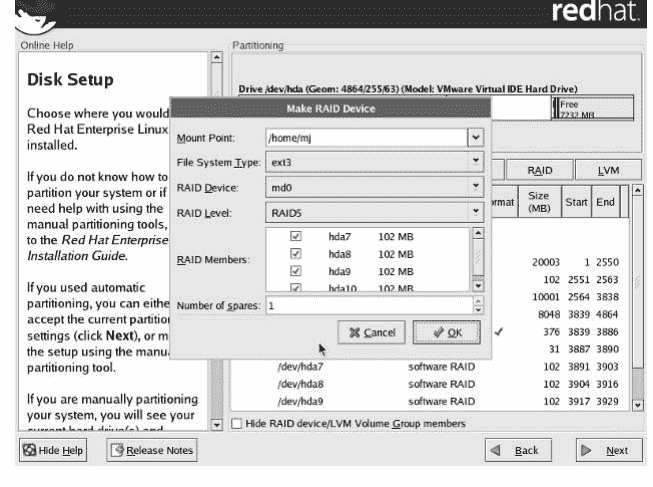 redhat.
Online Help
Partitioning
Disk Setup
Choose where you would
Red Hat Enterprise Linux
installed.
If you do not know how to
partition your system or if
need help with using the
manual partitioning tools,
to the Red Hat Enterprise
Installation Guide.
If you used automatic
partitioning, you can eithe
accept the current partition
settings (click Next), or m
the setup using the manua
partitioning tool.
If you are manually partitioning
your system, you will see your
current hard drive(s) and
Drive /dev/hda (Geom: 4864/255/63) (Model: VMware Virtual IDE Hard Drive)
Free
7232 MB
Make RAID Device
Mount Point: /home/mj
File System Type: ext3
RAID Device: md0
RAID Level: RAID5
RAID Members:
hda7 102 MB
hda8 102 MB
hda9 102 MB
hda10 102 MB
Number of spares: 1
Cancel OK
RAID LVM
rmat Size (MB) Start End
20003 1 2550
102 2551 2563
10001 2564 3838
8048 3839 4864
376 3839 3886
31 3887 3890
/dev/hda7 software RAID 102 3891 3903
/dev/hda8 software RAID 102 3904 3916
/dev/hda9 software RAID 102 3917 3929
Hide RAID device/LVM Volume Group members
Hide Help Release Notes Back Next